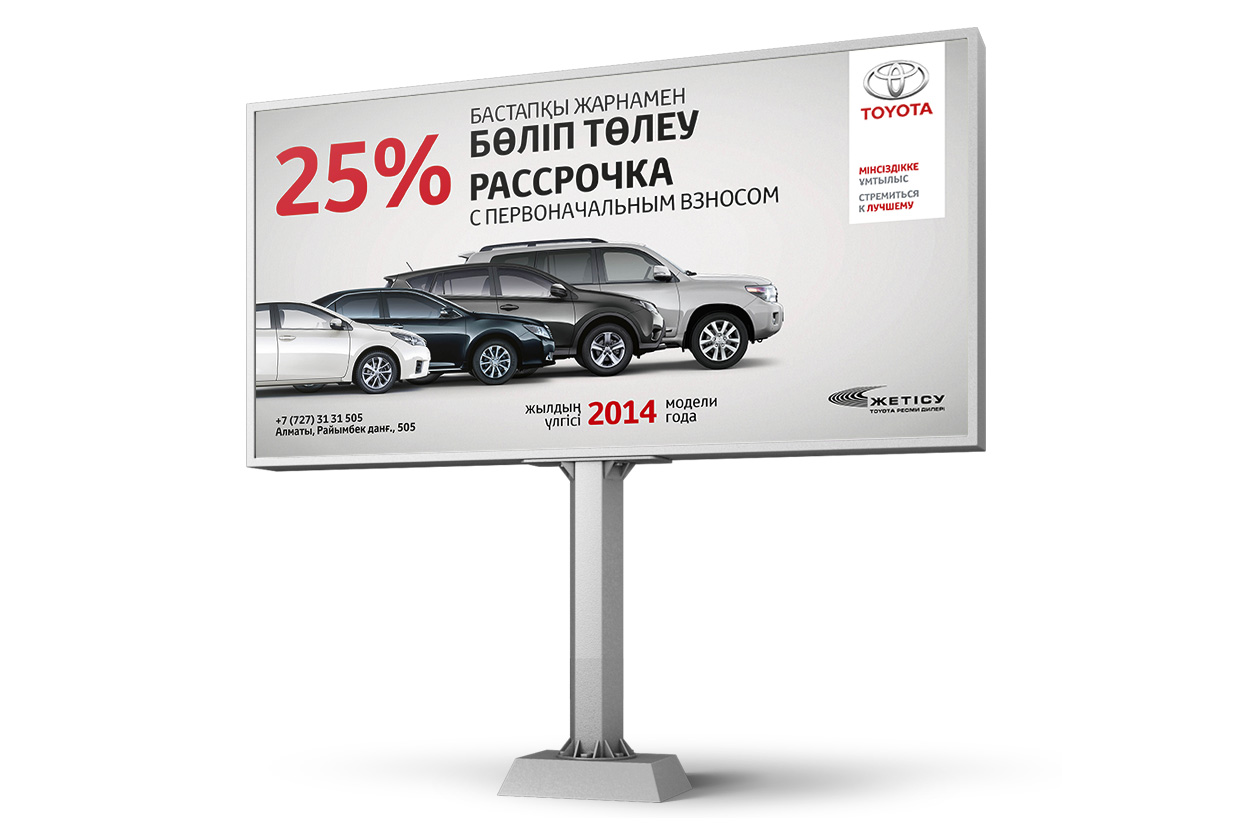 25%
БАСТАПҚЫ ЖАРНАМЕН
БӨЛІП ТӨЛЕУ
РАССРОЧКА
С ПЕРВОНАЧАЛЬНЫМ ВЗНОСОМ
TOYOTA
МІНСІЗДІККЕ
ҰМТЫЛЫС
СТРЕМИТЬСЯ
К ЛУЧШЕМУ
+7 (727) 31 31 505
Алматы, Райымбек данғ., 505
жылдың
үлгісі
2014
модели
года
ЖЕТІСУ
TOYOTA РЕСМИ ДИЛЕРІ